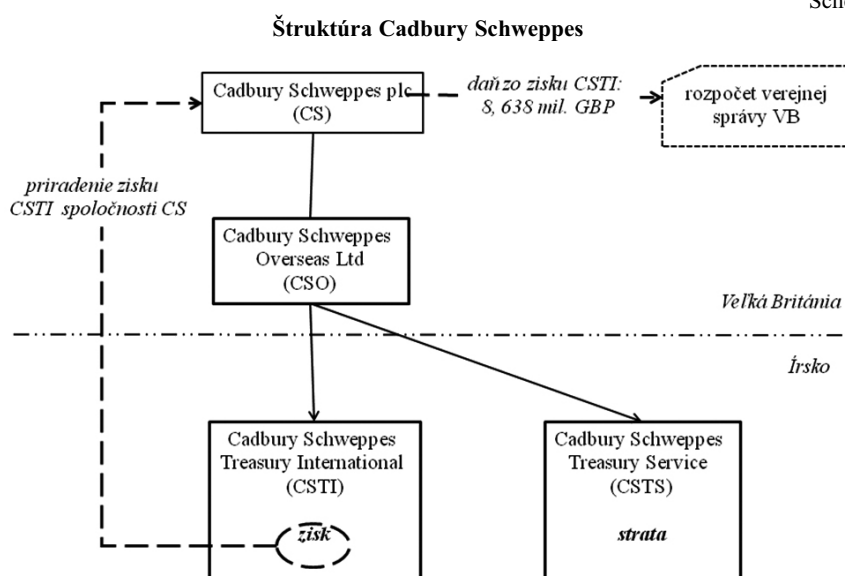 Sché
Štruktúra Cadbury Schweppes
Cadbury Schweppes plc
(CS)
daň zo zisku CSTI:
8, 638 mil. GBP
rozpočet verejnej
správy VB
priradenie zisku
CSTI spoločnosti CS
Cadbury Schweppes
Overseas Ltd
(CSO)
Veľká Británia
Írsko
Cadbury Schweppes
Treasury International
(CSTI)
zisk
Cadbury Schweppes
Treasury Service
(CSTS)
strata